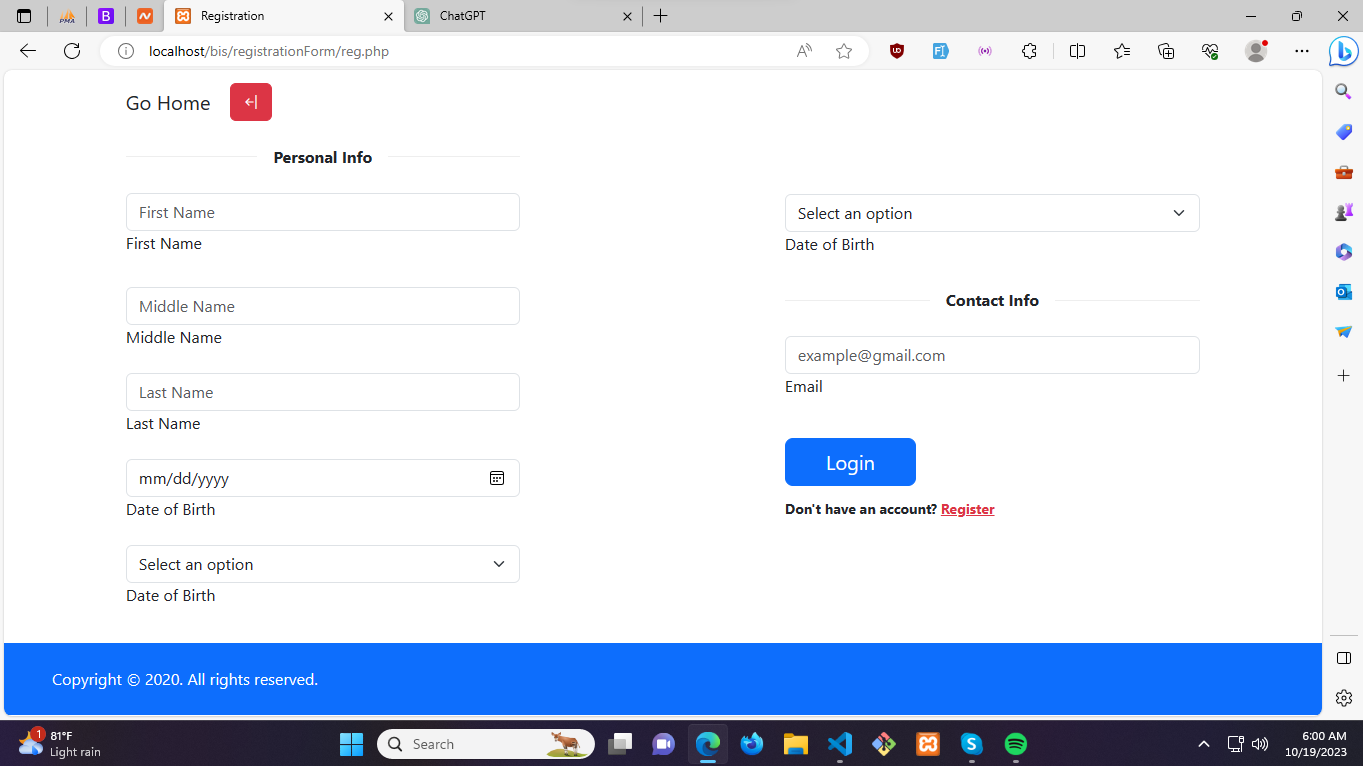 Registration
ChatGPT
localhost/bis/registrationForm/reg.php
Go Home
Personal Info
First Name
First Name
Middle Name
Middle Name
Last Name
Last Name
mm/dd/yyyy
Date of Birth
Select an option
Date of Birth
Select an option
Date of Birth
Contact Info
example@gmail.com
Email
Login
Don't have an account? Register
Copyright © 2020. All rights reserved.
1
81°F
Light rain
Search
6:00 AM
10/19/2023